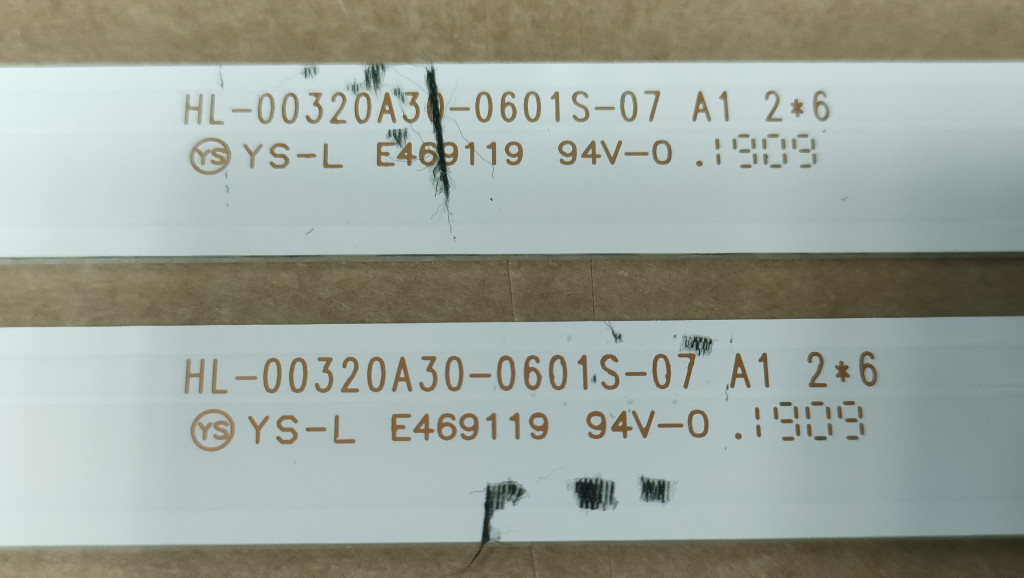 HL-00320A30-0601S-07 A1 2*6
YS YS-L E469119 94V-0 .1909
HL-00320A30-0601S-07 A1 2*6
YS YS-L E469119 94V-0 .1909